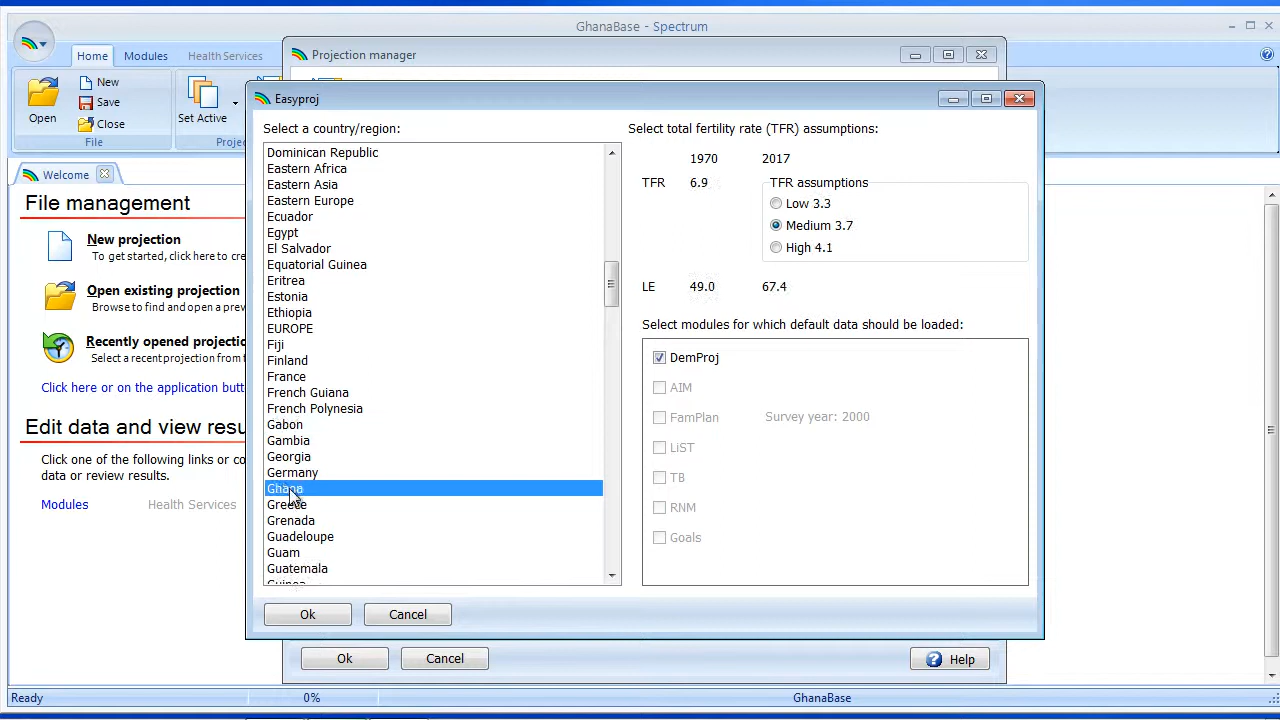 GhanaBase - Spectrum
Home
Modules
Health Services
Projection manager
Open
New
Save
Close
File
Set Active
Projec
Easyproj
Select a country/region:
Dominican Republic
Eastern Africa
Eastern Asia
Eastern Europe
Ecuador
Egypt
El Salvador
Equatorial Guinea
Eritrea
Estonia
Ethiopia
EUROPE
Fiji
Finland
France
French Guiana
French Polynesia
Gabon
Gambia
Georgia
Germany
Ghana
Greece
Grenada
Guadeloupe
Guam
Guatemala
Guinea
Select total fertility rate (TFR) assumptions:
1970 2017
TFR 6.9
TFR assumptions
Low 3.3
Medium 3.7
High 4.1
LE 49.0 67.4
Select modules for which default data should be loaded:
DemProj
AIM
FamPlan Survey year: 2000
LiST
TB
RNM
Goals
Ok Cancel
Welcome
File management
New projection
To get started, click here to cre
Open existing projection
Browse to find and open a prev
Recently opened projectio
Select a recent projection from t
Click here or on the application butt
Edit data and view resu
Click one of the following links or co
data or review results.
Modules Health Services
Ok Cancel Help
Ready 0% GhanaBase